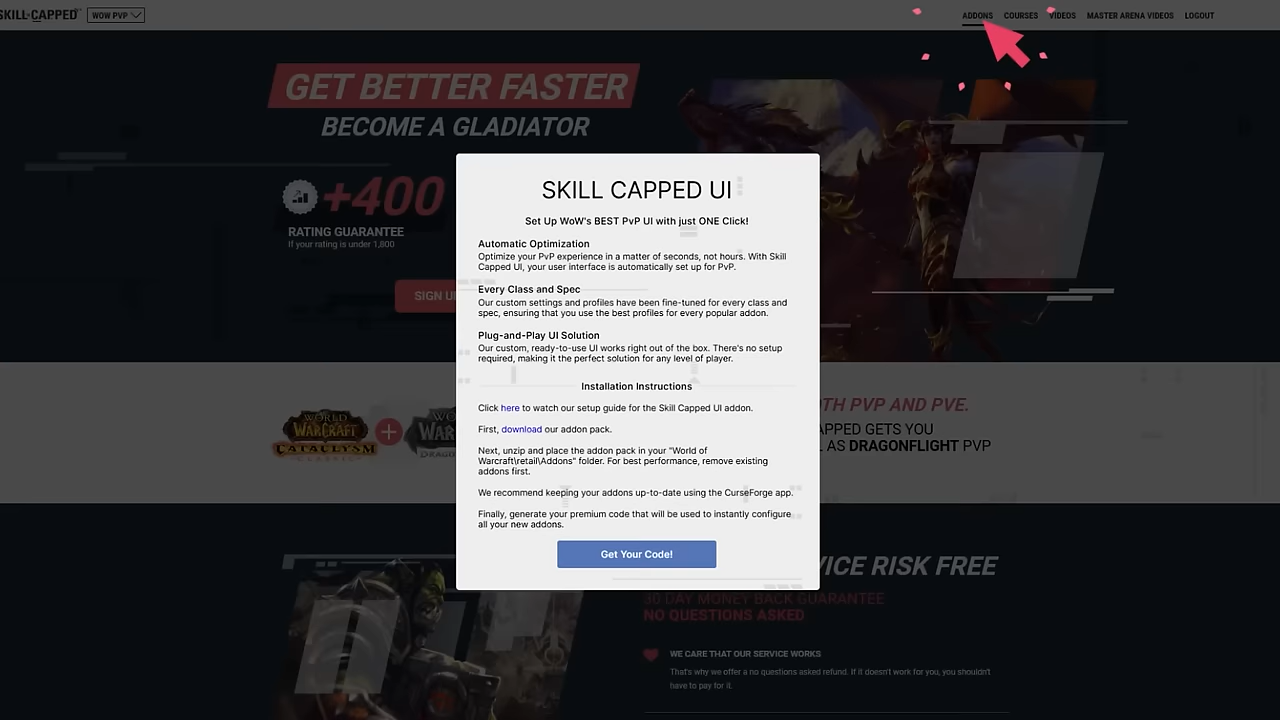 SKILL-CAPPED
WOW PVP
ADDONS COURSES VIDEOS MASTER ARENA VIDEOS LOGOUT
GET BETTER FASTER
BECOME A GLADIATOR
+400
RATING GUARANTEE
If your rating is under 1,800
SIGN U
SKILL CAPPED UI
Set Up WoW's BEST PvP UI with just ONE Click!
Automatic Optimization
Optimize your PvP experience in a matter of seconds, not hours. With Skill
Capped UI, your user interface is automatically set up for PvP.
Every Class and Spec
Our custom settings and profiles have been fine-tuned for every class and
spec, ensuring that you use the best profiles for every popular addon.
Plug-and-Play UI Solution
Our custom, ready-to-use UI works right out of the box. There's no setup
required, making it the perfect solution for any level of player.
Installation Instructions
Click here to watch our setup guide for the Skill Capped UI addon.
First, download our addon pack.
Next, unzip and place the addon pack in your "World of
Warcraft\retail\Addons" folder. For best performance, remove existing
addons first.
We recommend keeping your addons up-to-date using the CurseForge app.
Finally, generate your premium code that will be used to instantly configure
all your new addons.
Get Your Code!
WORLD
WARCRAFT
CATACLYSM
CLASSIC
+
WORLD
WAR
DRAGO
OTH PVP AND PVE.
APPED GETS YOU
L AS DRAGONFLIGHT PVP
VICE RISK FREE
30 DAY MONEY BACK GUARANTEE
NO QUESTIONS ASKED
WE CARE THAT OUR SERVICE WORKS
That's why we offer a no questions asked refund. If it doesn't work for you, you shouldn't
have to pay for it.